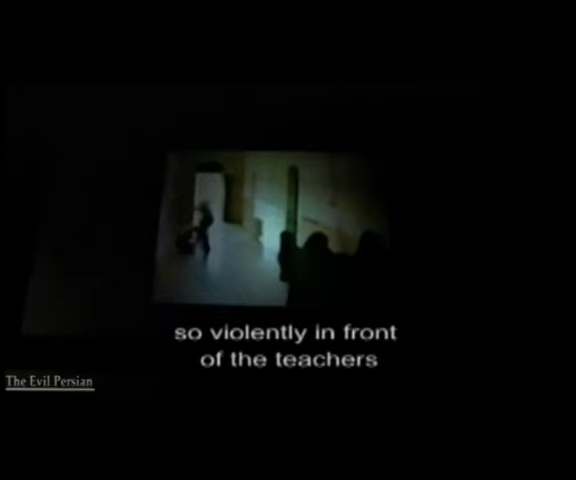 so violently in front
of the teachers
The Evil Persian